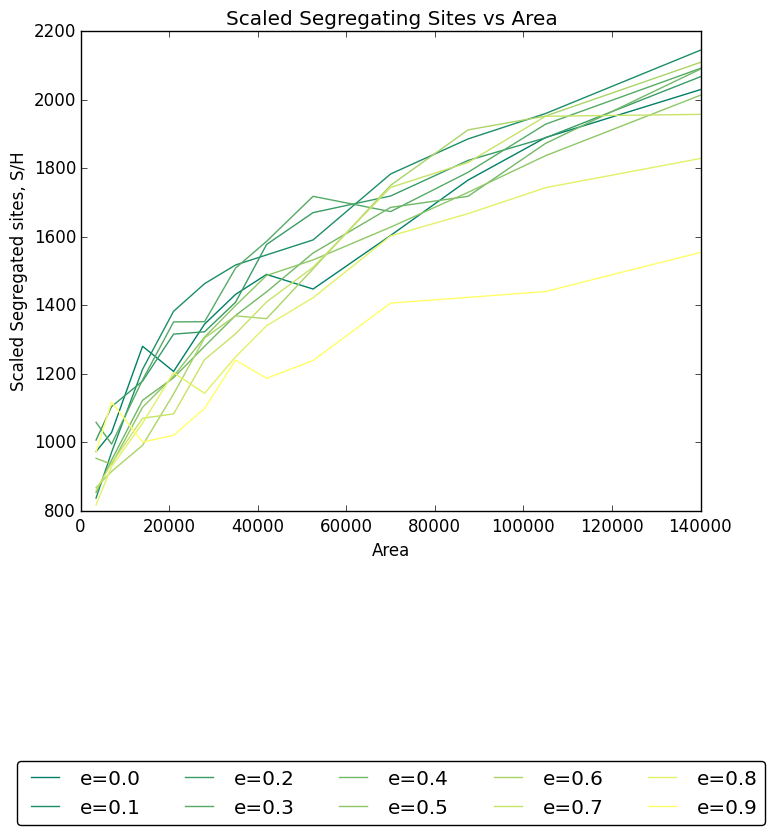 Scaled Segregating Sites vs Area
2200
2000
1800
1600
1400
1200
1000
800
Scaled Segregated sites, S/H
0 20000 40000 60000 80000 100000 120000 140000
Area
e=0.0 e=0.2 e=0.4 e=0.6 e=0.8
e=0.1 e=0.3 e=0.5 e=0.7 e=0.9